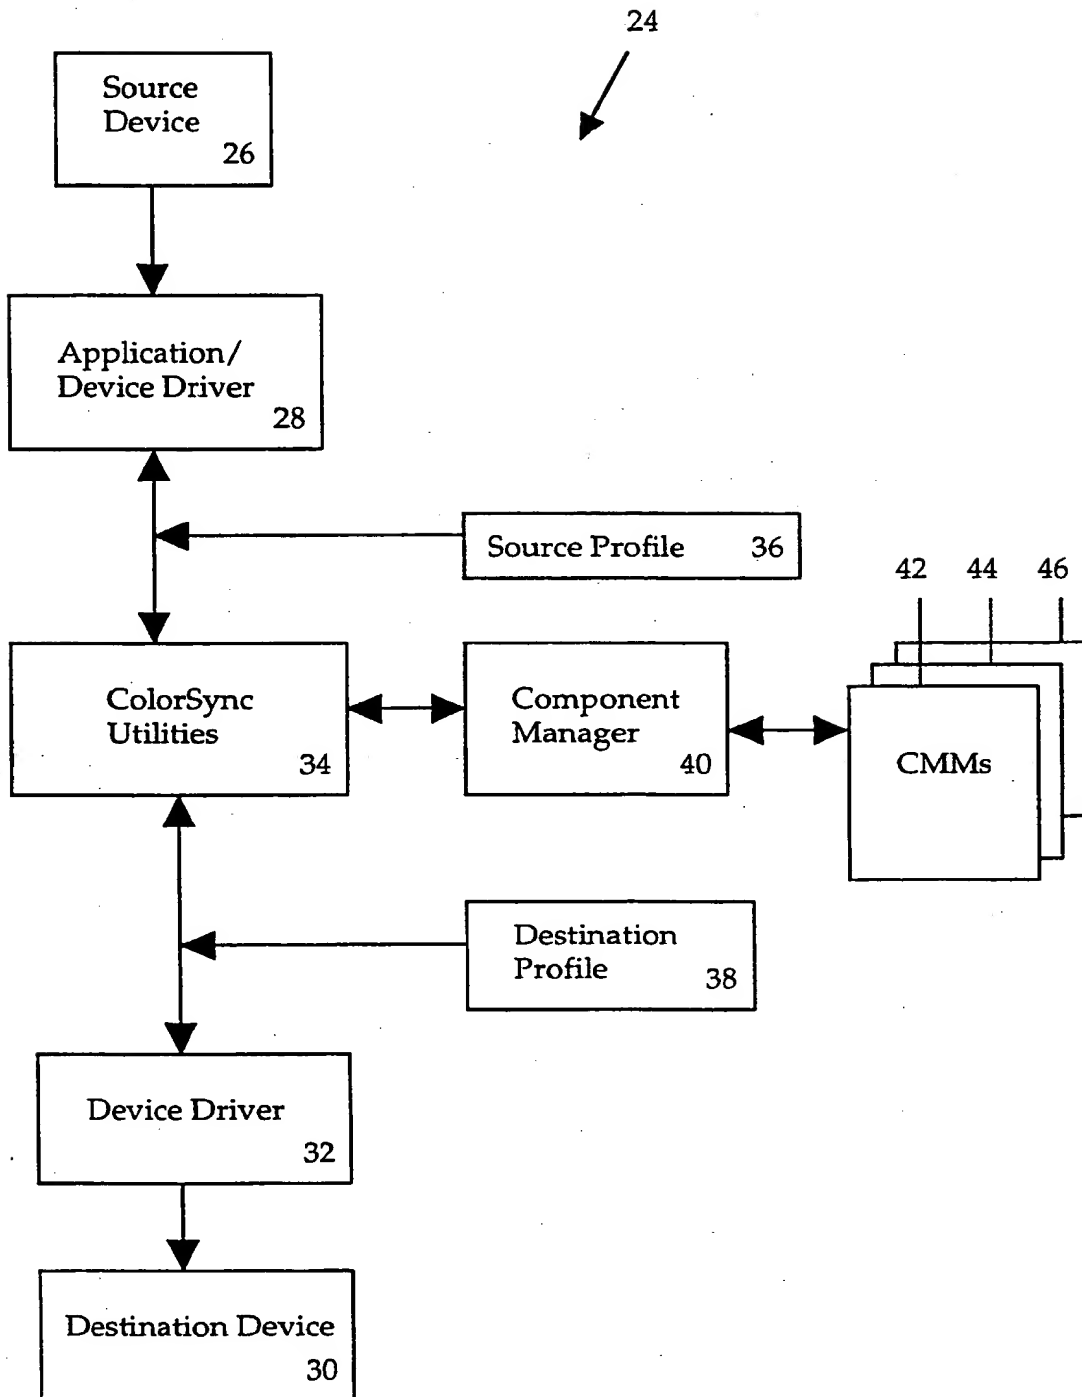 24
Source
Device
26
Application/
Device Driver
28
Source Profile 36
42 44 46
ColorSync
Utilities
34
Component
Manager
40
CMMs
Destination
Profile
38
Device Driver
32
Destination Device
30